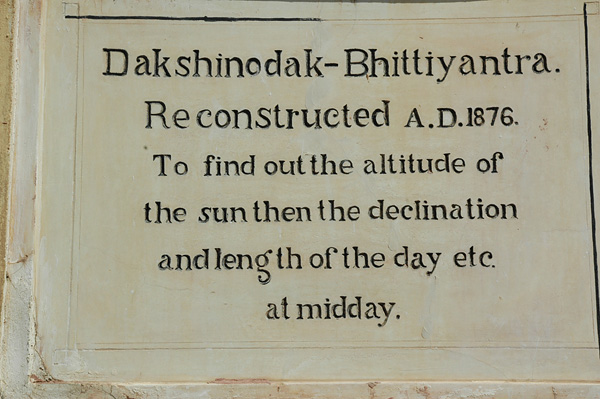 Dakshinodak-Bhittiyantra.
Reconstructed A.D.1876.
To find out the altitude of
the sun then the declination
and length of the day etc.
at midday.